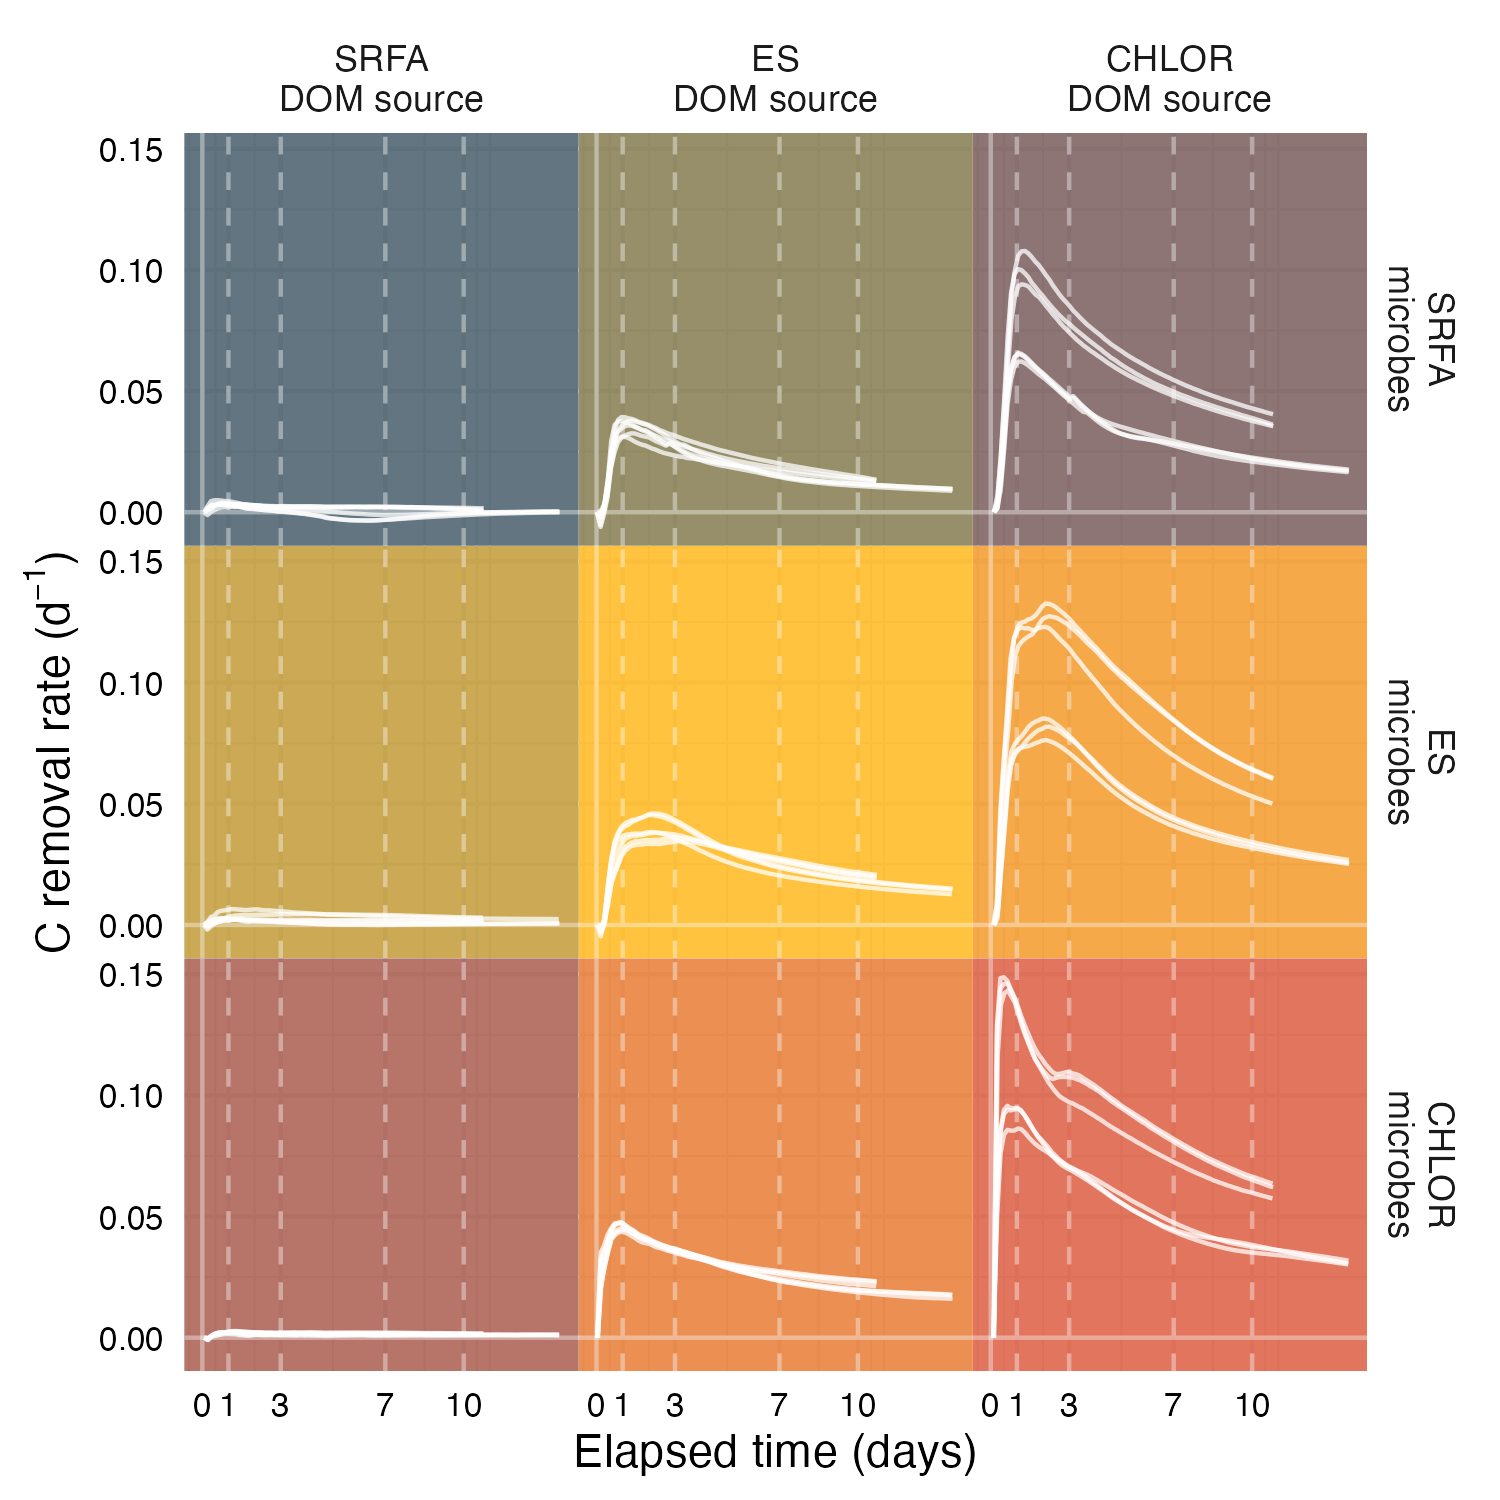 SRFA
DOM source
ES
DOM source
CHLOR
DOM source
0.15
0.10
0.05
0.00
SRFA
microbes
0.15
0.10
0.05
0.00
ES
microbes
0.15
0.10
0.05
0.00
CHLOR
microbes
C removal rate (d⁻¹)
0 1 3 7 10
0 1 3 7 10
0 1 3 7 10
Elapsed time (days)